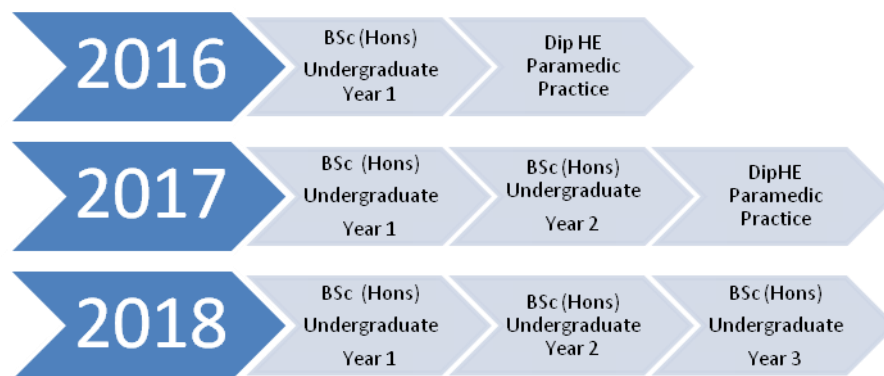 2016
BSc (Hons)
Undergraduate
Year 1
Dip HE
Paramedic
Practice
2017
BSc (Hons)
Undergraduate
Year 1
BSc (Hons)
Undergraduate
Year 2
DipHE
Paramedic
Practice
2018
BSc (Hons)
Undergraduate
Year 1
BSc (Hons)
Undergraduate
Year 2
BSc (Hons)
Undergraduate
Year 3